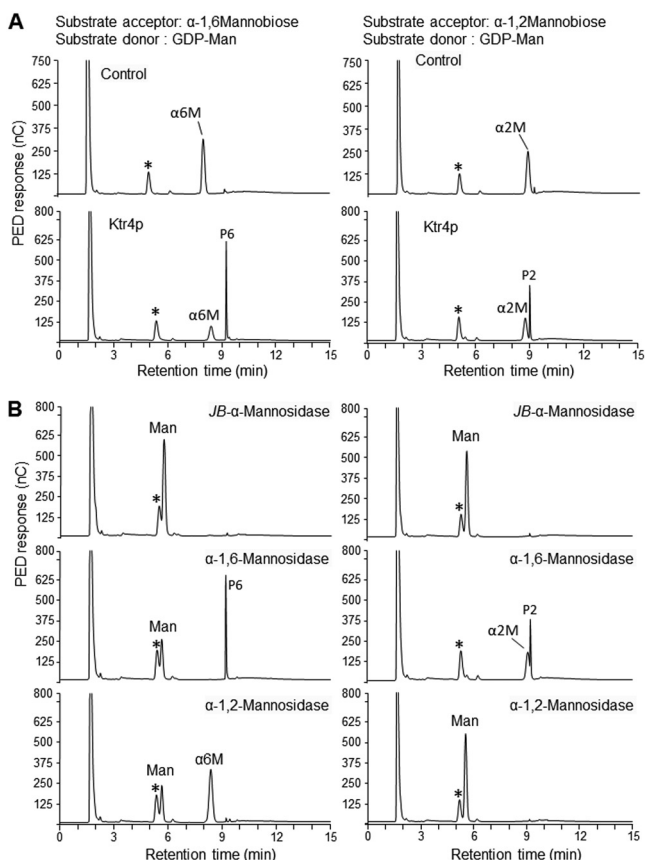 A
Substrate acceptor: α-1,6Mannobiose
Substrate donor : GDP-Man
Substrate acceptor: α-1,2Mannobiose
Substrate donor : GDP-Man
PED response (nC)
750
625
500
375
250
125
Control
*
α6M
750
625
500
375
250
125
Control
*
α2M
800
625
500
375
250
125
Ktr4p
*
α6M
P6
0
3
6
9
12
15
Retention time (min)
800
625
500
375
250
125
Ktr4p
*
α2M
P2
0
3
6
9
12
15
Retention time (min)
B
PED response (nC)
800
625
500
375
250
125
JB-α-Mannosidase
Man
*
800
625
500
375
250
125
JB-α-Mannosidase
Man
*
800
625
500
375
250
125
α-1,6-Mannosidase
Man
*
P6
800
625
500
375
250
125
α-1,6-Mannosidase
*
α2M
P2
800
625
500
375
250
125
α-1,2-Mannosidase
Man
*
α6M
0
3
6
9
12
15
Retention time (min)
800
625
500
375
250
125
α-1,2-Mannosidase
Man
*
0
3
6
9
12
15
Retention time (min)